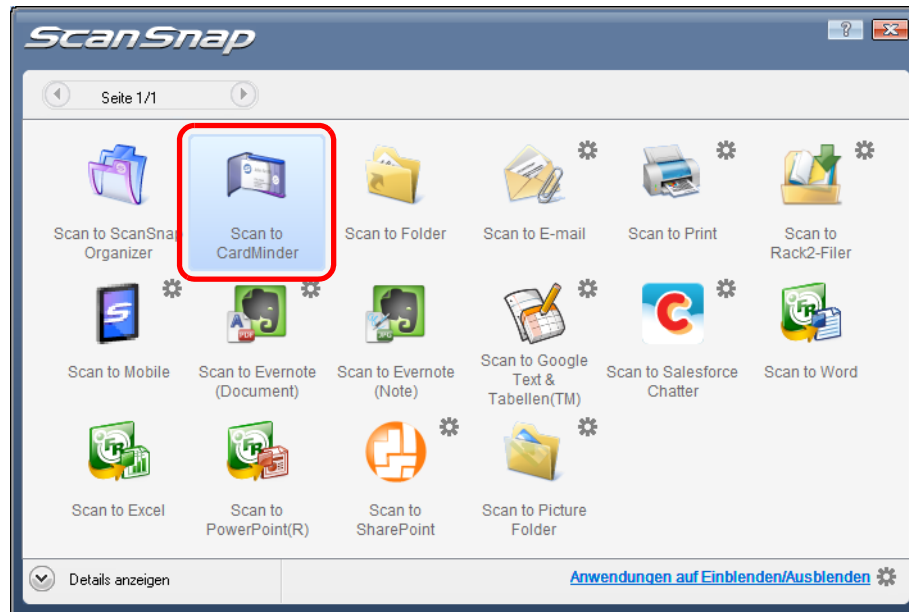 ScanSnap
Seite 1/1
Scan to ScanSnap
Organizer
Scan to
CardMinder
Scan to Folder
Scan to E-mail
Scan to Print
Scan to
Rack2-Filer
Scan to Mobile
Scan to Evernote
(Document)
Scan to Evernote
(Note)
Scan to Google
Text &
Tabellen(TM)
Scan to Salesforce
Chatter
Scan to Word
Scan to Excel
Scan to
PowerPoint(R)
Scan to
SharePoint
Scan to Picture
Folder
Details anzeigen
Anwendungen auf Einblenden/Ausblenden